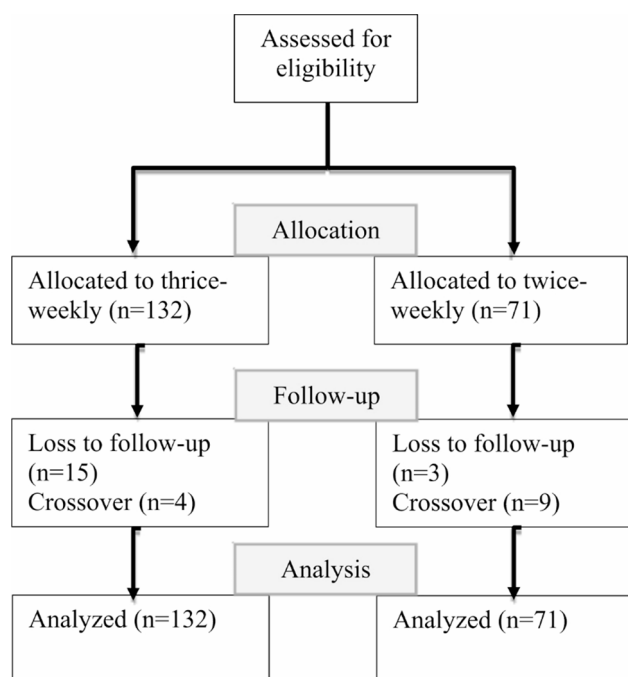 Assessed for
eligibility
Allocation
Allocated to thrice-
weekly (n=132)
Allocated to twice-
weekly (n=71)
Follow-up
Loss to follow-up
(n=15)
Crossover (n=4)
Loss to follow-up
(n=3)
Crossover (n=9)
Analysis
Analyzed (n=132)
Analyzed (n=71)